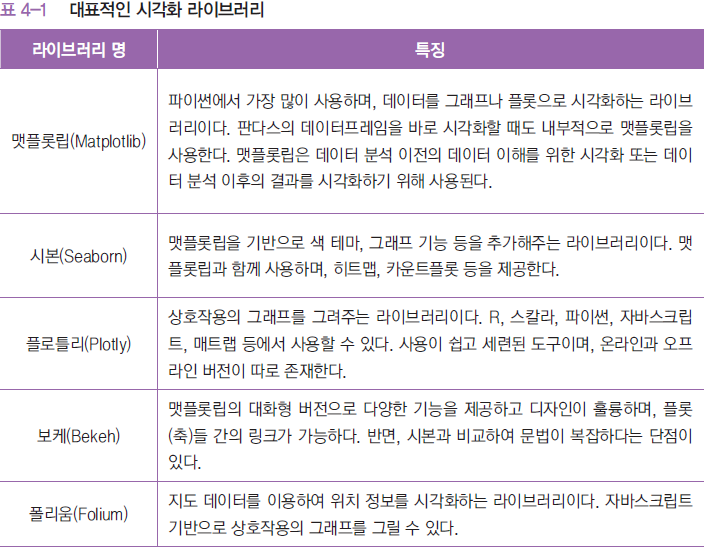 표 4-1 대표적인 시각화 라이브러리
라이브러리 명
특징
맷플롯립(Matplotlib)
파이썬에서 가장 많이 사용하며, 데이터를 그래프나 플롯으로 시각화하는 라이브
러리이다. 판다스의 데이터프레임을 바로 시각화할 때도 내부적으로 맷플롯립을
사용한다. 맷플롯립은 데이터 분석 이전의 데이터 이해를 위한 시각화 또는 데이
터 분석 이후의 결과를 시각화하기 위해 사용된다.
시본(Seaborn)
맷플롯립을 기반으로 색 테마, 그래프 기능 등을 추가해주는 라이브러리이다. 맷
플롯립과 함께 사용하며, 히트맵, 카운트플롯 등을 제공한다.
플로틀리(Plotly)
상호작용의 그래프를 그려주는 라이브러리이다. R, 스칼라, 파이썬, 자바스크립
트, 매트랩 등에서 사용할 수 있다. 사용이 쉽고 세련된 도구이며, 온라인과 오프
라인 버전이 따로 존재한다.
보케(Bekeh)
맷플롯립의 대화형 버전으로 다양한 기능을 제공하고 디자인이 훌륭하며, 플롯
(축)들 간의 링크가 가능하다. 반면, 시본과 비교하여 문법이 복잡하다는 단점이
있다.
폴리움(Folium)
지도 데이터를 이용하여 위치 정보를 시각화하는 라이브러리이다. 자바스크립트
기반으로 상호작용의 그래프를 그릴 수 있다.